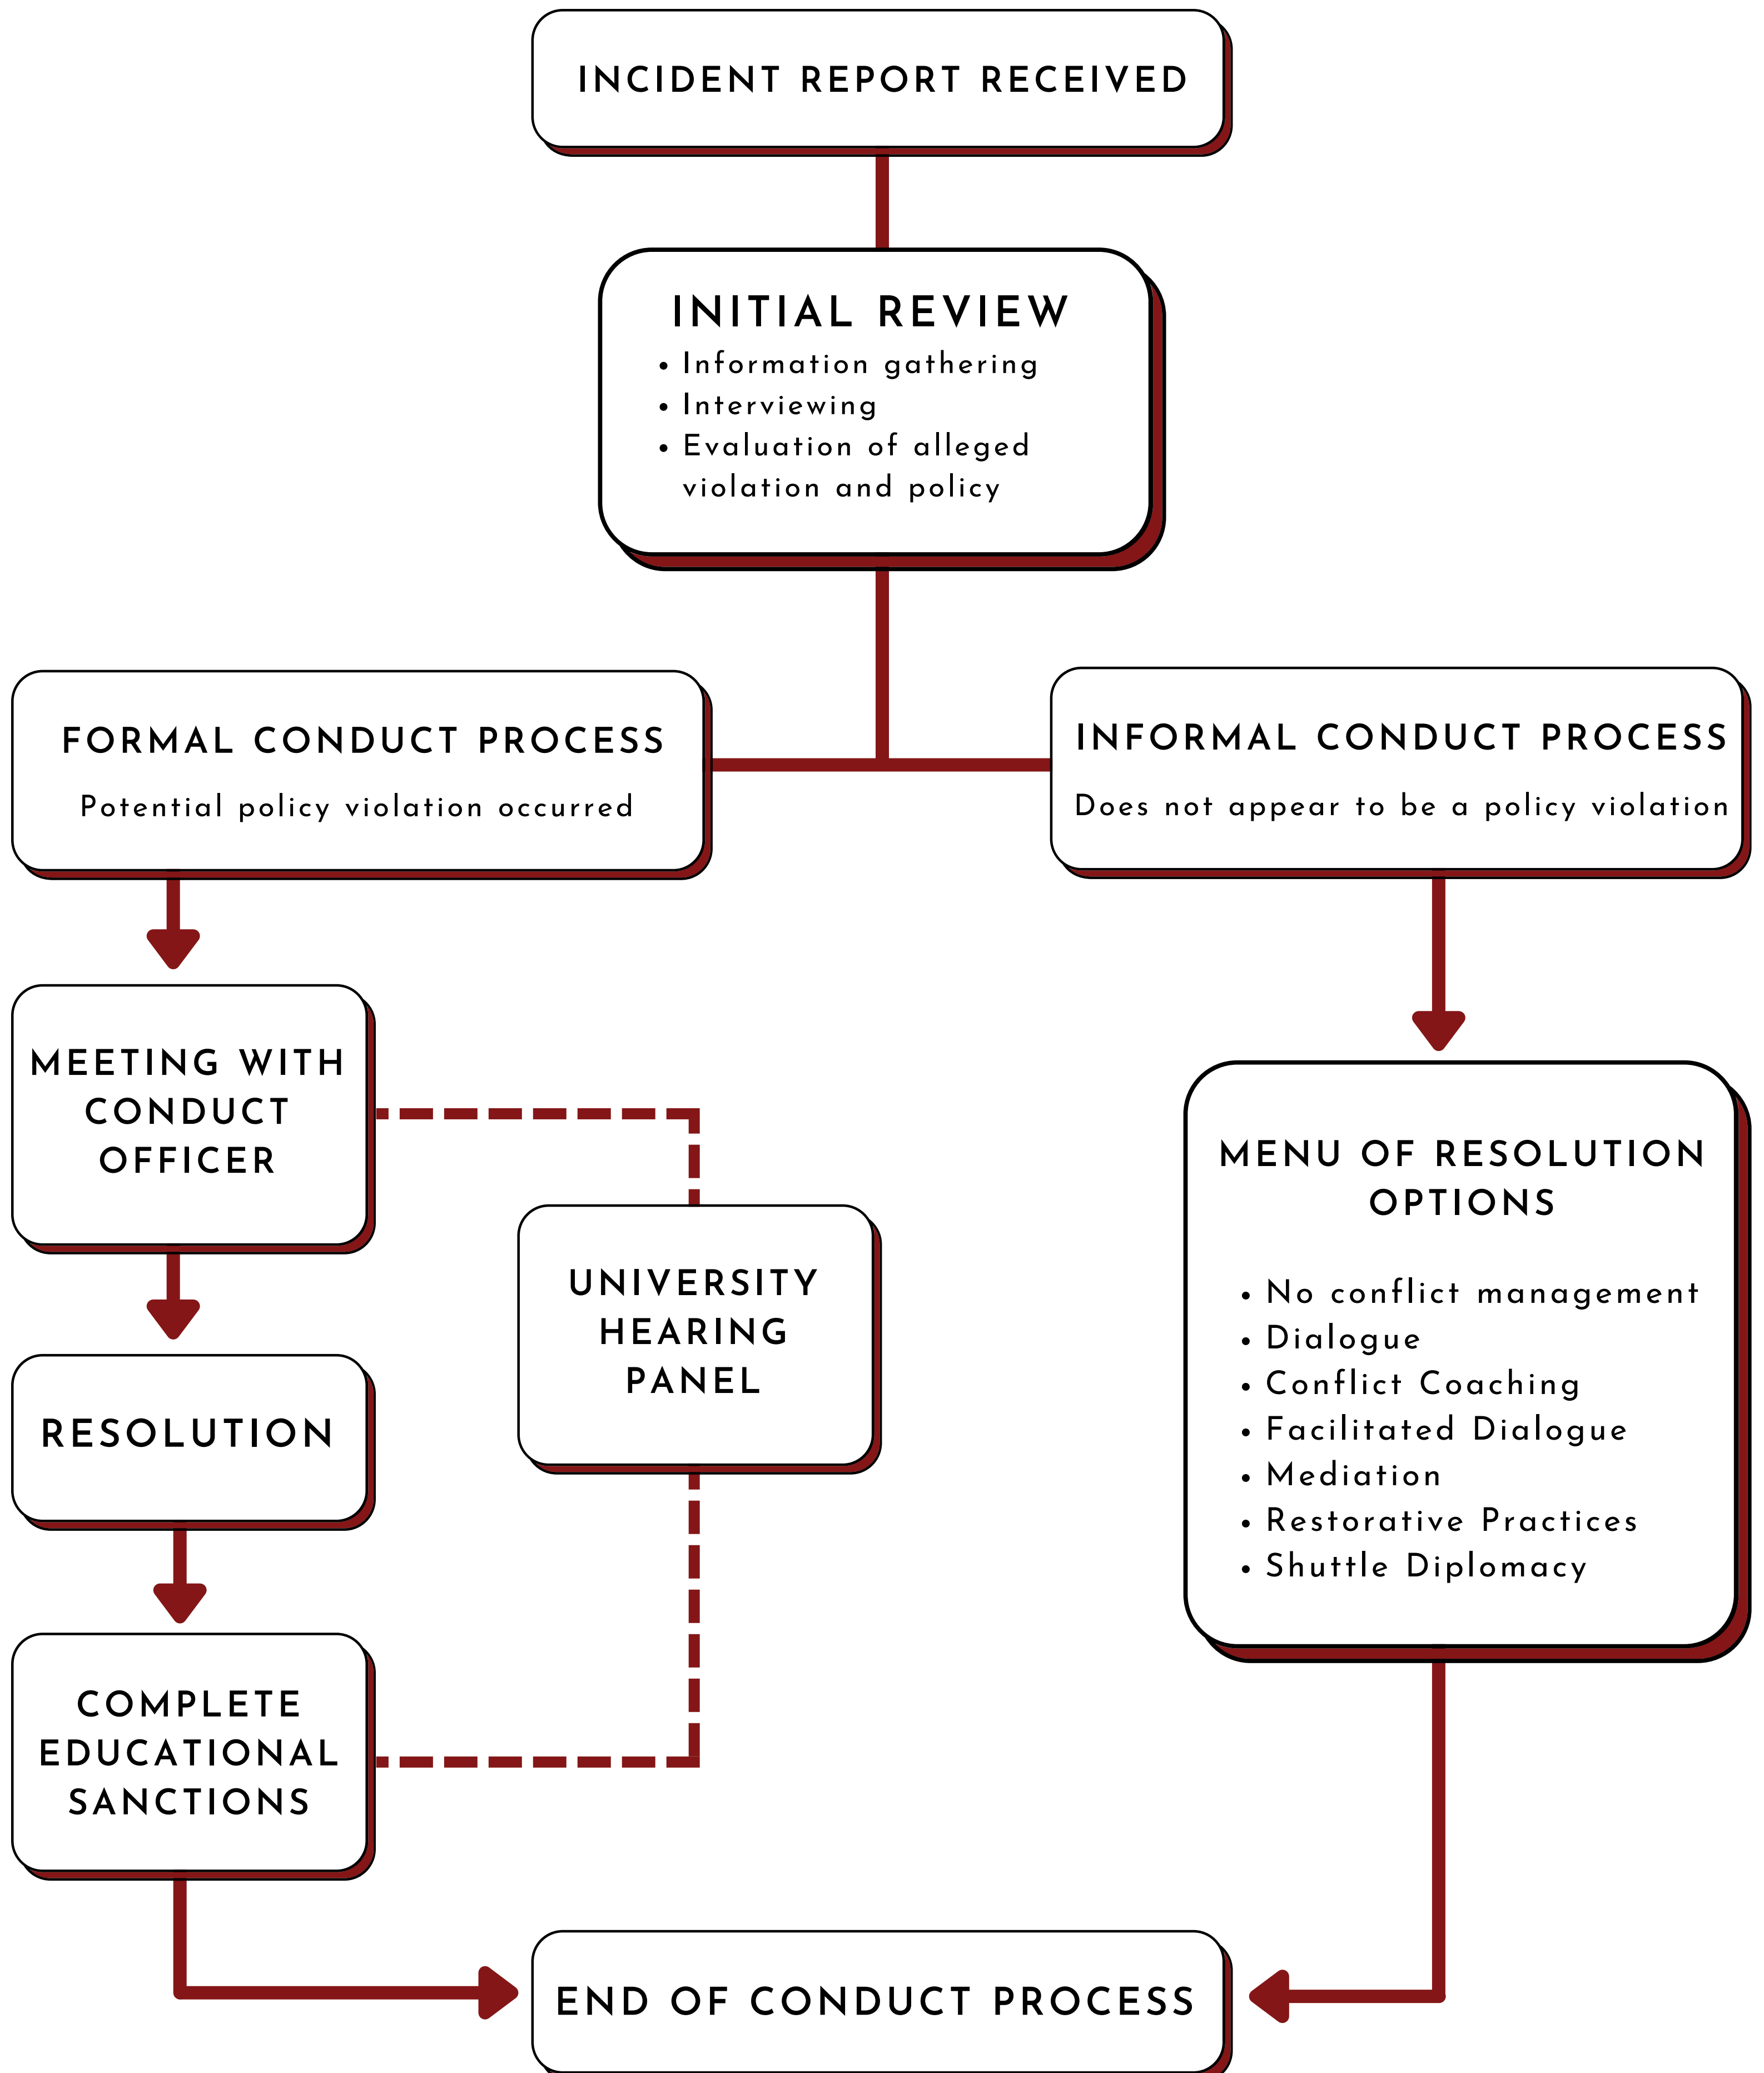 INCIDENT REPORT RECEIVED
INITIAL REVIEW
• Information gathering
• Interviewing
• Evaluation of alleged
violation and policy
FORMAL CONDUCT PROCESS
Potential policy violation occurred
INFORMAL CONDUCT PROCESS
Does not appear to be a policy violation
MEETING WITH
CONDUCT
OFFICER
UNIVERSITY
HEARING
PANEL
RESOLUTION
COMPLETE
EDUCATIONAL
SANCTIONS
MENU OF RESOLUTION
OPTIONS
• No conflict management
• Dialogue
• Conflict Coaching
• Facilitated Dialogue
• Mediation
• Restorative Practices
• Shuttle Diplomacy
END OF CONDUCT PROCESS